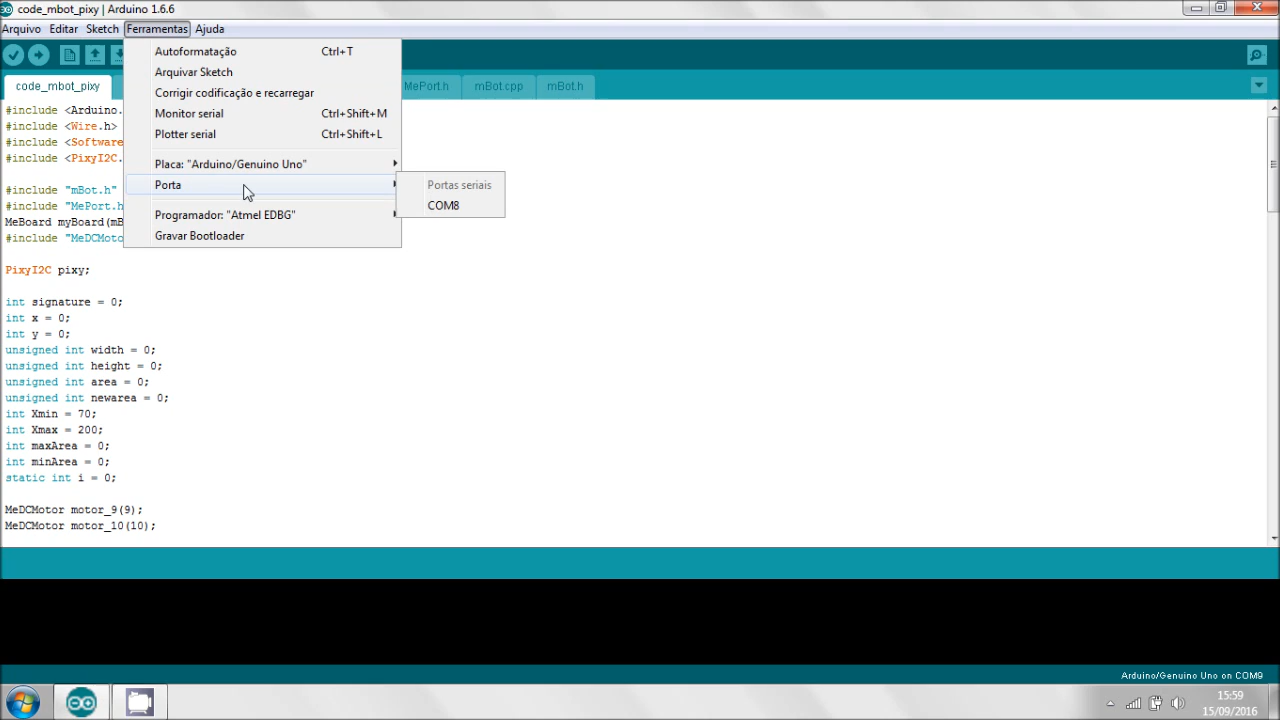 code_mbot_pixy | Arduino 1.6.6
Arquivo Editar Sketch Ferramentas Ajuda
Autoformatação Ctrl+T
Arquivar Sketch
Corrigir codificação e recarregar
Monitor serial Ctrl+Shift+M
Plotter serial Ctrl+Shift+L
Placa: "Arduino/Genuino Uno"
Porta
Programador: "Atmel EDBG"
Gravar Bootloader
Portas seriais
COM8
code_mbot_pixy MePort.h mBot.cpp mBot.h
#include <Arduino.
#include <Wire.h>
#include <Software
#include <PixyI2C.
#include "mBot.h"
#include "MePort.h
MeBoard myBoard(mB
#include "MeDCMoto
PixyI2C pixy;
int signature = 0;
int x = 0;
int y = 0;
unsigned int width = 0;
unsigned int height = 0;
unsigned int area = 0;
unsigned int newarea = 0;
int Xmin = 70;
int Xmax = 200;
int maxArea = 0;
int minArea = 0;
static int i = 0;
MeDCMotor motor_9(9);
MeDCMotor motor_10(10);
Arduino/Genuino Uno on COM9
15:59
15/09/2016